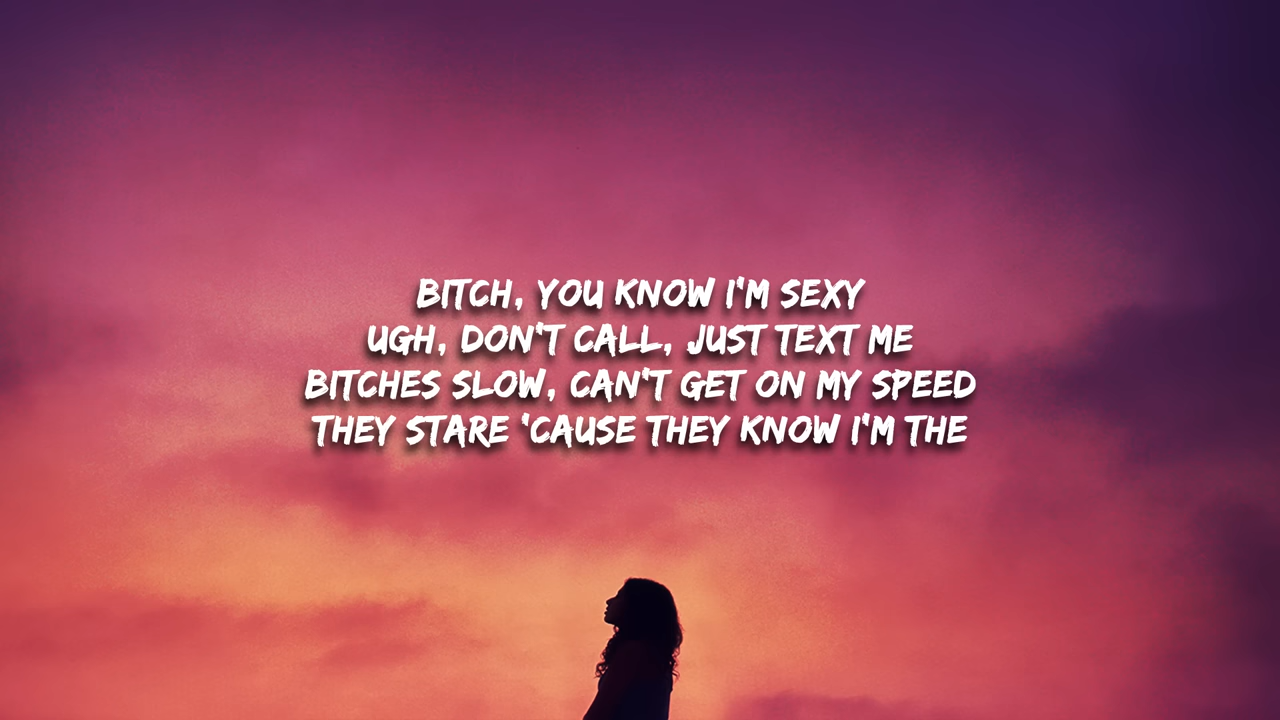 BITCH, YOU KNOW I'M SEXY
UGH, DON'T CALL, JUST TEXT ME
BITCHES SLOW, CAN'T GET ON MY SPEED
THEY STARE 'CAUSE THEY KNOW I'M THE